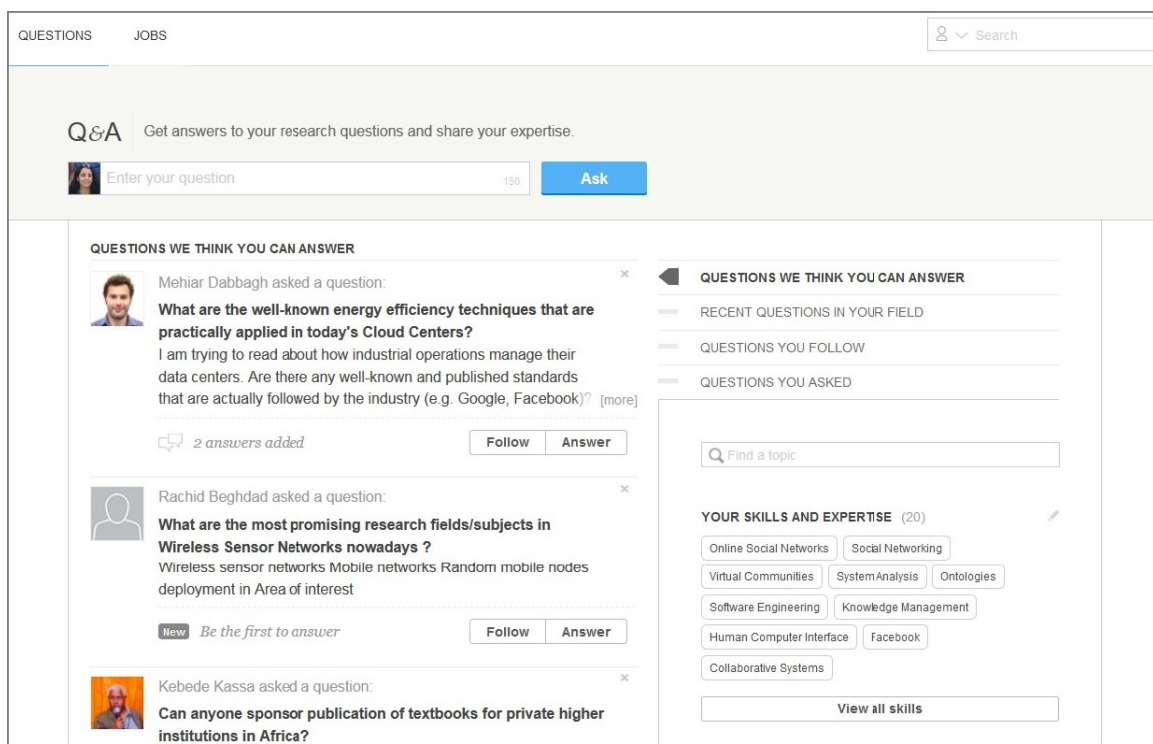 QUESTIONS JOBS Search
Q&A Get answers to your research questions and share your expertise.
Enter your question 150 Ask
QUESTIONS WE THINK YOU CAN ANSWER
Mehiar Dabbagh asked a question:
What are the well-known energy efficiency techniques that are
practically applied in today's Cloud Centers?
I am trying to read about how industrial operations manage their
data centers. Are there any well-known and published standards
that are actually followed by the industry (e.g. Google, Facebook)? [more]
2 answers added Follow Answer
Rachid Beghdad asked a question:
What are the most promising research fields/subjects in
Wireless Sensor Networks nowadays ?
Wireless sensor networks Mobile networks Random mobile nodes
deployment in Area of interest
New Be the first to answer Follow Answer
Kebede Kassa asked a question:
Can anyone sponsor publication of textbooks for private higher
institutions in Africa?
QUESTIONS WE THINK YOU CAN ANSWER
RECENT QUESTIONS IN YOUR FIELD
QUESTIONS YOU FOLLOW
QUESTIONS YOU ASKED
Find a topic
YOUR SKILLS AND EXPERTISE (20)
Online Social Networks Social Networking
Virtual Communities System Analysis Ontologies
Software Engineering Knowledge Management
Human Computer Interface Facebook
Collaborative Systems
View all skills